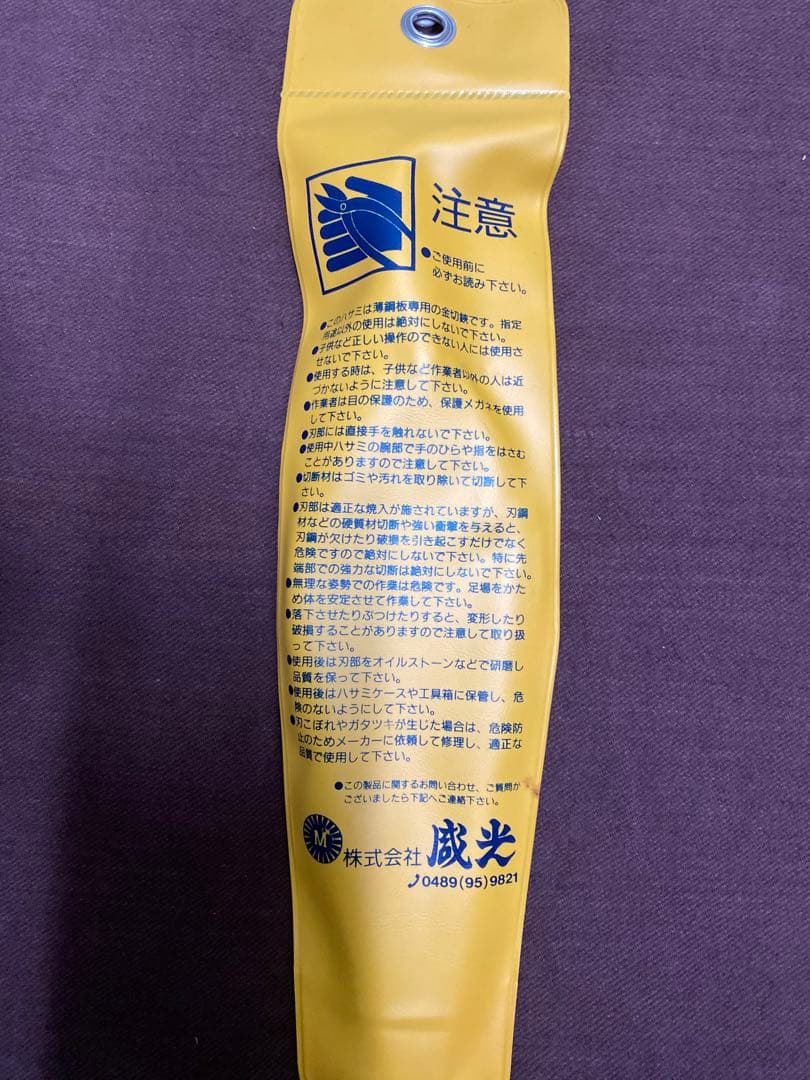 注意
●ご使用前に
必ずお読み下さい。
●このハサミは薄鋼板専用の金切鋏です。指定
用途以外の使用は絶対にしないで下さい。
●子供など正しい操作のできない人には使用さ
せないで下さい。
●使用する時は、子供など作業者以外の人は近
づかないように注意して下さい。
●作業者は目の保護のため、保護メガネを使用
して下さい。
●刃部には直接手を触れないで下さい。
●使用中ハサミの腕部で手のひらや指をはさむ
ことがありますので注意して下さい。
●切断材はゴミや汚れを取り除いて切断して下
さい。
●刃部は適正な焼入が施されていますが、刃鋼
材などの硬質材切断や強い衝撃を与えると、
刃鋼が欠けたり破損を引き起こすだけでなく
危険ですので絶対にしないで下さい。特に先
端部での強力な切断は絶対にしないで下さい。
●無理な姿勢での作業は危険です。足場をかた
め体を安定させて作業して下さい。
●落下させたりぶつけたりすると、変形したり
破損することがありますので注意して取り扱
って下さい。
●使用後は刃部をオイルストーンなどで研磨し
品質を保って下さい。
●使用後はハサミケースや工具箱に保管し、危
険のないようにして下さい。
●刃こぼれやガタツキが生じた場合は、危険防
止のためメーカーに依頼して修理し、適正な
品質で使用して下さい。
●この製品に関するお問い合わせ、ご質問が
ございましたら下記へご連絡下さい。
M 株式会社 盛光
0489(95)9821